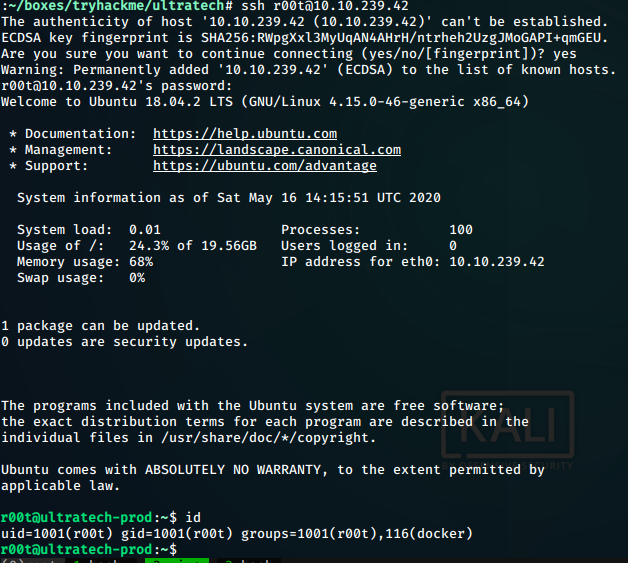 :~/boxes/tryhackme/ultratech# ssh r00t@10.10.239.42
The authenticity of host '10.10.239.42 (10.10.239.42)' can't be established.
ECDSA key fingerprint is SHA256:RWpgXxl3MyUqAN4AHrH/ntrheh2UzgJMoGAPI+qmGEU.
Are you sure you want to continue connecting (yes/no/[fingerprint])? yes
Warning: Permanently added '10.10.239.42' (ECDSA) to the list of known hosts.
r00t@10.10.239.42's password:
Welcome to Ubuntu 18.04.2 LTS (GNU/Linux 4.15.0-46-generic x86_64)
* Documentation:  https://help.ubuntu.com
* Management:     https://landscape.canonical.com
* Support:        https://ubuntu.com/advantage
System information as of Sat May 16 14:15:51 UTC 2020
System load:  0.01              Processes:           100
Usage of /:   24.3% of 19.56GB   Users logged in:     0
Memory usage: 68%               IP address for eth0: 10.10.239.42
Swap usage:   0%
1 package can be updated.
0 updates are security updates.
The programs included with the Ubuntu system are free software;
the exact distribution terms for each program are described in the
individual files in /usr/share/doc/*/copyright.
KALI
Ubuntu comes with ABSOLUTELY NO WARRANTY, to the extent permitted by
applicable law.
r00t@ultratech-prod:~$ id
uid=1001(r00t) gid=1001(r00t) groups=1001(r00t),116(docker)
r00t@ultratech-prod:~$